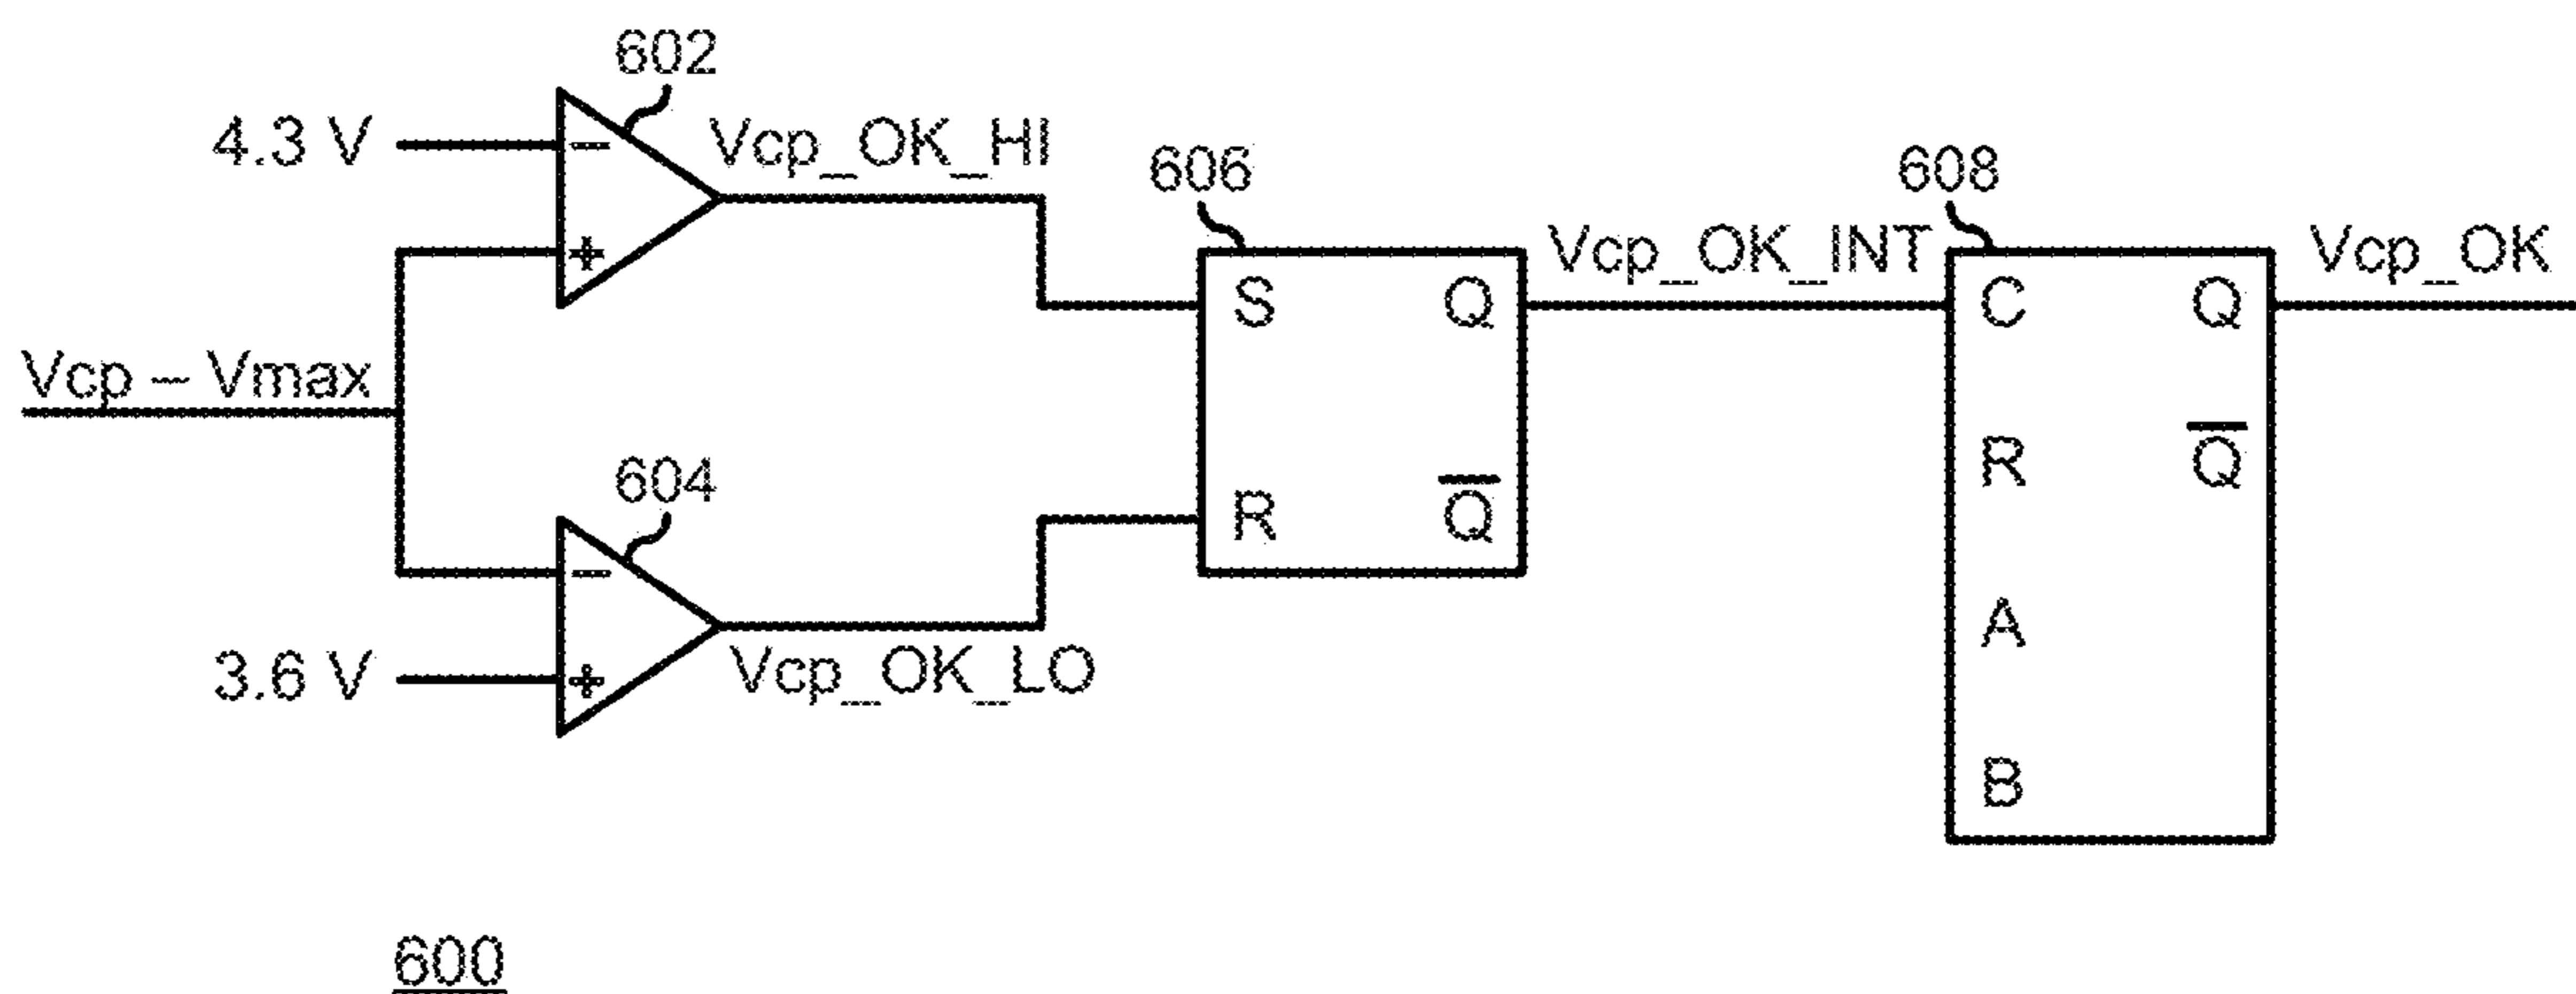 602
4.3 V
−
Vcp_OK_HI
+
606
608
S
Q
Vcp_OK_INT
C
Q
Vcp_OK
Vcp – Vmax
R
Q̅
604
−
R
Q̅
3.6 V
+
Vcp_OK_LO
A
B
600